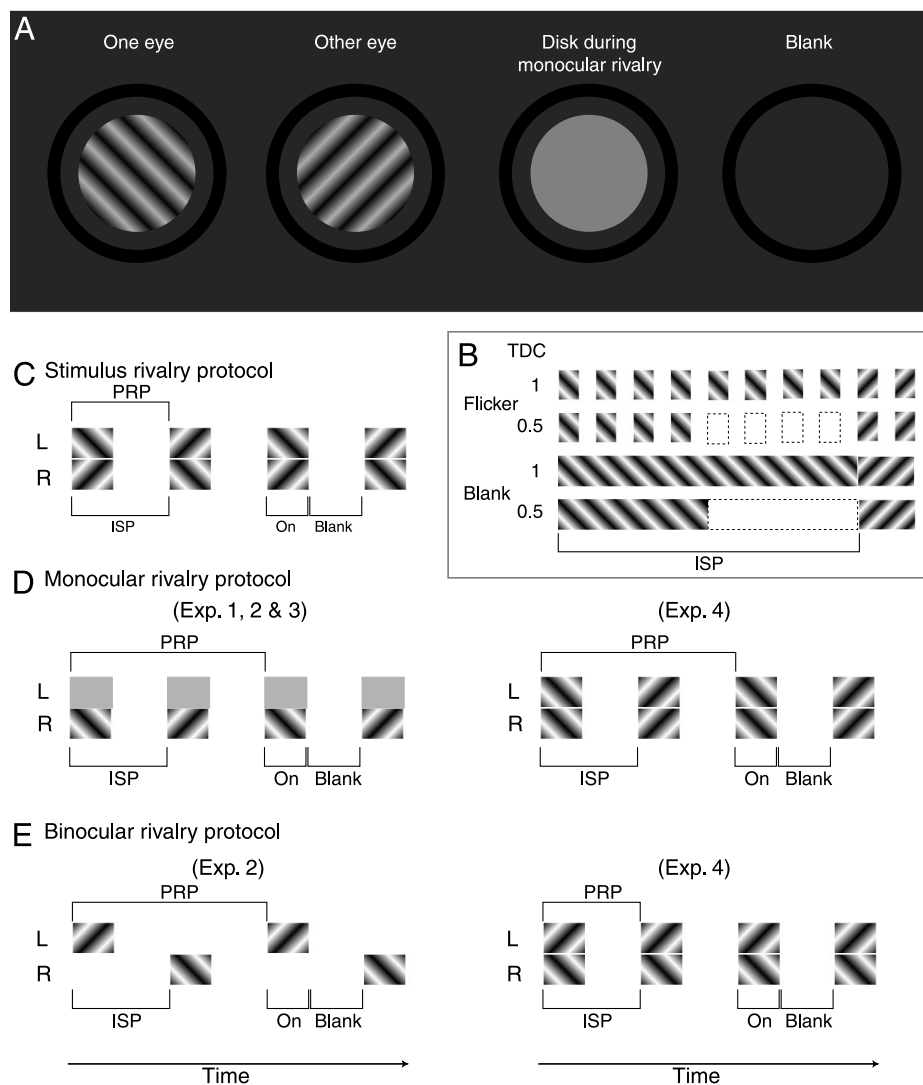 A
One eye
Other eye
Disk during
monocular rivalry
Blank
C Stimulus rivalry protocol
PRP
L
R
ISP
On
Blank
B
TDC
1
Flicker
0.5
1
Blank
0.5
ISP
D Monocular rivalry protocol
(Exp. 1, 2 & 3)
PRP
L
R
ISP
On
Blank
(Exp. 4)
PRP
L
R
ISP
On
Blank
E Binocular rivalry protocol
(Exp. 2)
PRP
L
R
ISP
On
Blank
Time
(Exp. 4)
PRP
L
R
ISP
On
Blank
Time